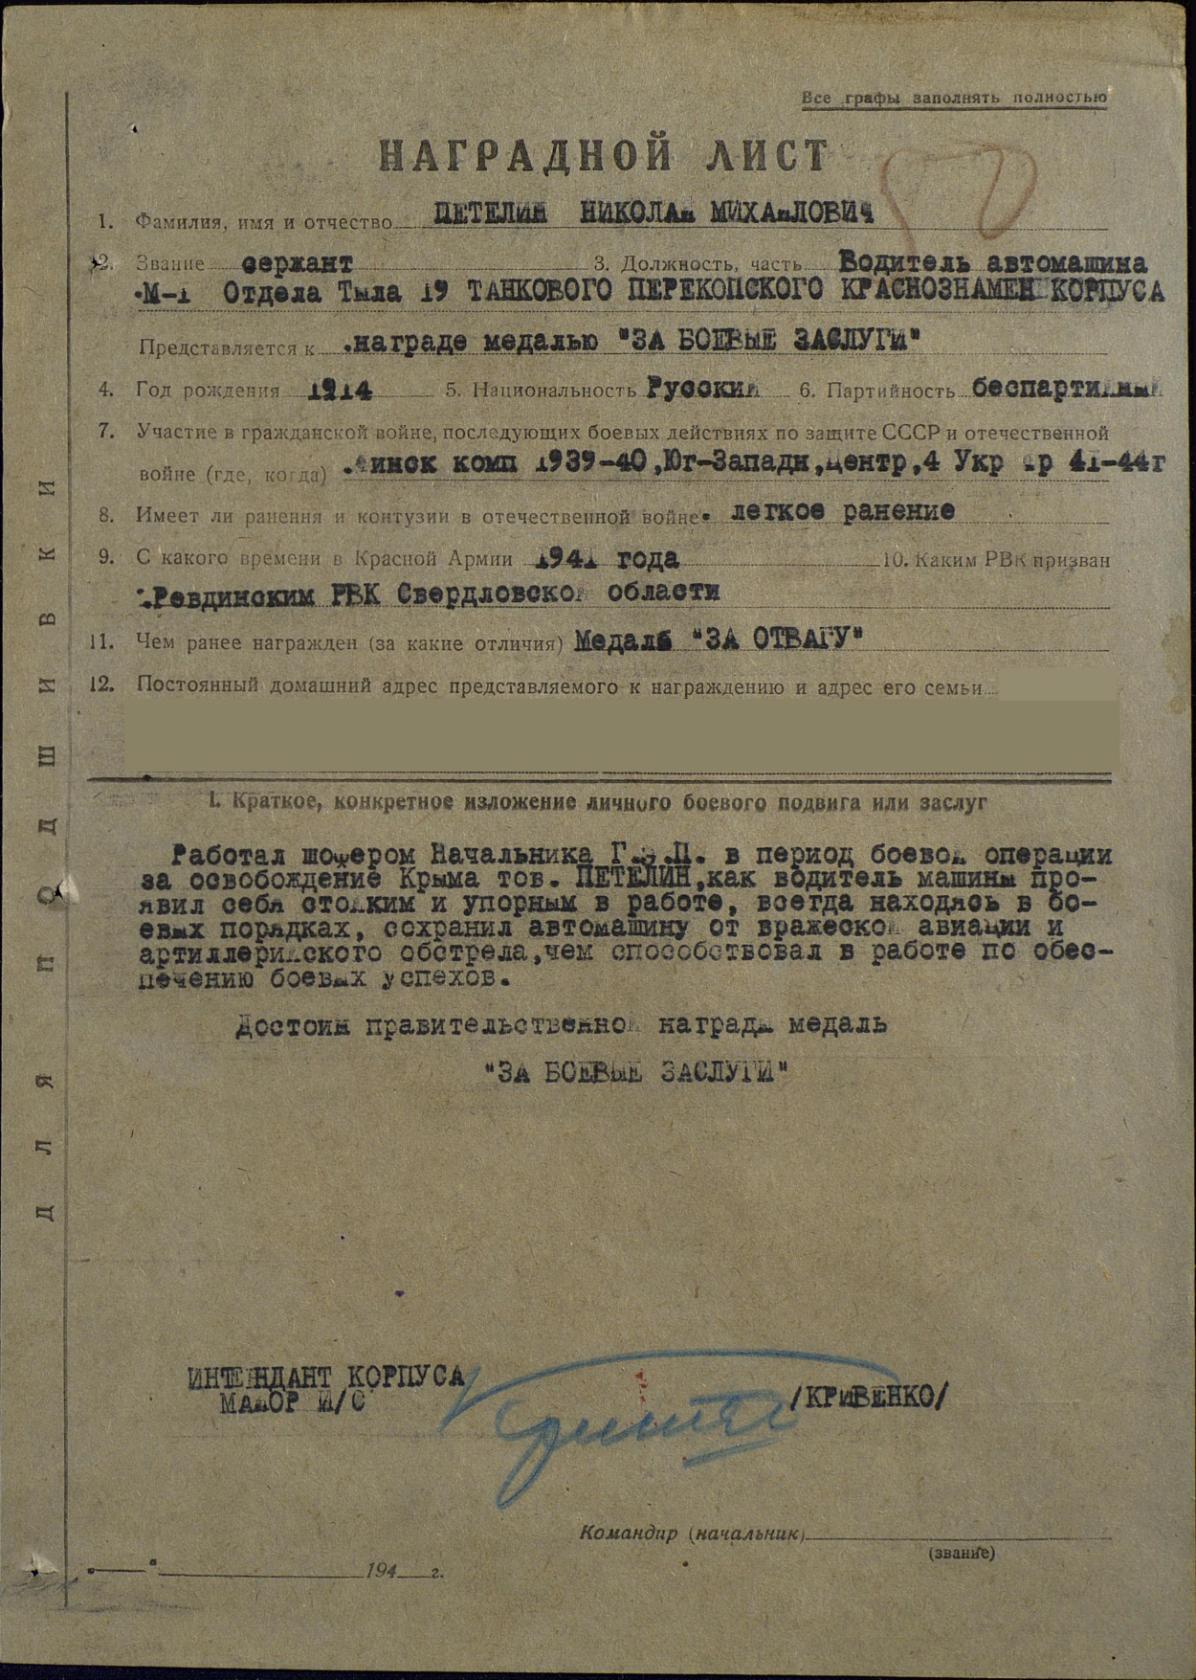 Все графы заполнять полностью
НАГРАДНОЙ ЛИСТ
1. Фамилия, имя и отчество ПЕТЕЛИН НИКОЛАЙ МИХАЙЛОВИЧ
2. Звание сержант 3. Должность, часть Водитель автомашина
М-1 Отдела Тыла 19 ТАНКОВОГО ПЕРЕКОПСКОГО КРАСНОЗНАМЕН КОРПУСА
Представляется к награде медалью "ЗА БОЕВЫЕ ЗАСЛУГИ"
4. Год рождения 1914 5. Национальность Русский 6. Партийность беспартийный
7. Участие в гражданской войне, последующих боевых действиях по защите СССР и отечественной
войне (где, когда) Финск комп 1939-40, Юг-Западн, Центр, 4 Укр фр 41-44г
8. Имеет ли ранения и контузии в отечественной войне легкое ранение
9. С какого времени в Красной Армии 1941 года 10. Каким РВК призван
Ревдинским РВК Свердловской области
11. Чем ранее награжден (за какие отличия) Медаль "ЗА ОТВАГУ"
12. Постоянный домашний адрес представляемого к награждению и адрес его семьи
I. Краткое, конкретное изложение личного боевого подвига или заслуг
Работал шофером Начальника Г.Э.П. в период боевой операции
за освобождение Крыма тов. ПЕТЕЛИН, как водитель машины про-
явил себя стойким и упорным в работе, всегда находясь в бо-
евых порядках, сохранил автомашину от вражеской авиации и
артиллерийского обстрела, чем способствовал в работе по обес-
печению боевых успехов.
Достоин правительственной награды медаль
"ЗА БОЕВЫЕ ЗАСЛУГИ"
ИНТЕНДАНТ КОРПУСА
МАЙОР И/С /КРИВЕНКО/
Командир (начальник)
(звание)
" " 194 г.
ДЛЯ ПОДШИВКИ